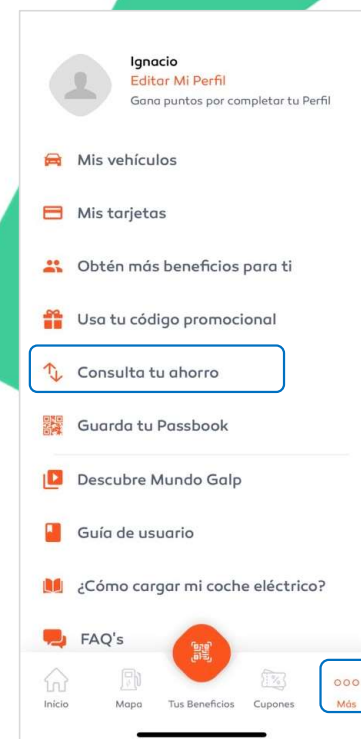 Ignacio
Editar Mi Perfil
Gana puntos por completar tu Perfil
Mis vehículos
Mis tarjetas
Obtén más beneficios para ti
Usa tu código promocional
Consulta tu ahorro
Guarda tu Passbook
Descubre Mundo Galp
Guía de usuario
¿Cómo cargar mi coche eléctrico?
FAQ's
Início Mapa Tus Beneficios Cupones Más